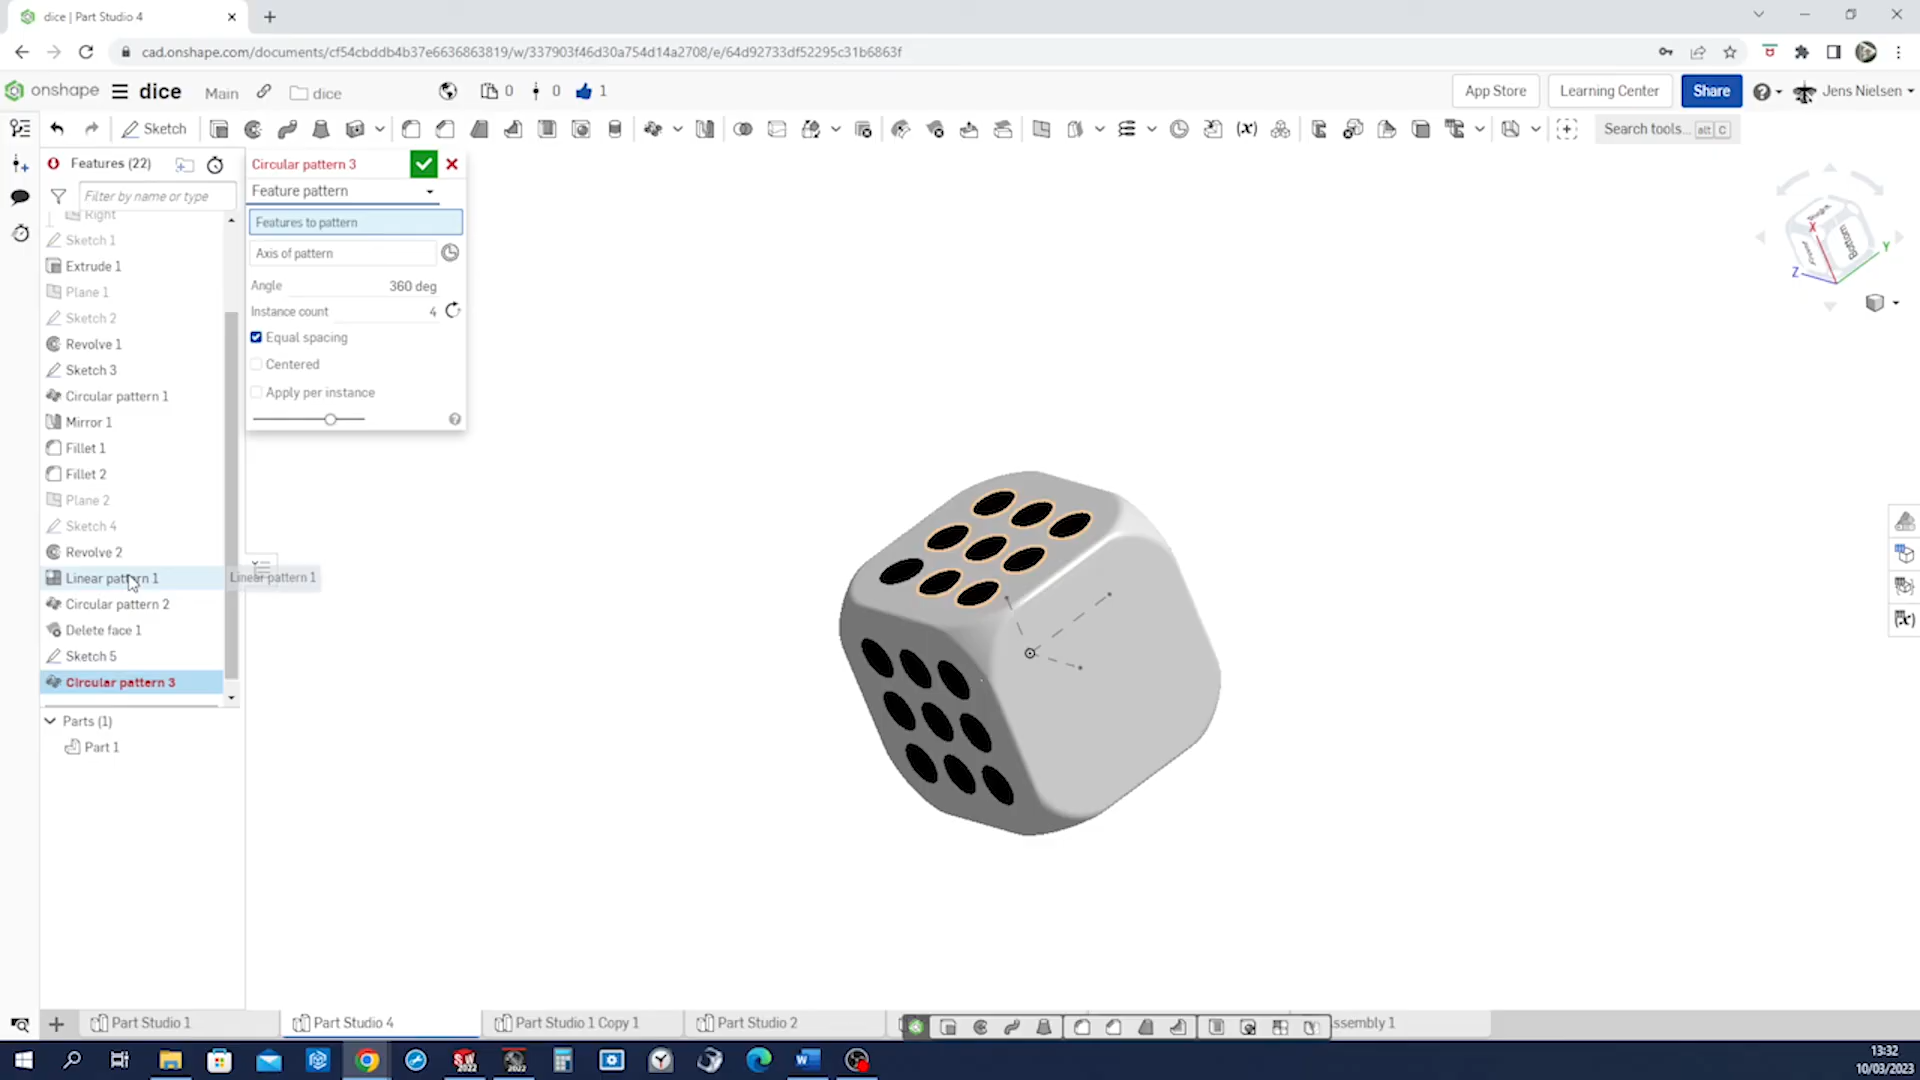 dice | Part Studio 4
cad.onshape.com/documents/cf54cbddb4b37e6636863819/w/337903f46d30a754d14a2708/e/64d92733df52295c31b6863f
onshape dice Main dice 0 0 1 App Store Learning Center Share Jens Nielsen
Sketch Search tools... alt C
Features (22)
Filter by name or type
Right
Sketch 1
Extrude 1
Plane 1
Sketch 2
Revolve 1
Sketch 3
Circular pattern 1
Mirror 1
Fillet 1
Fillet 2
Plane 2
Sketch 4
Revolve 2
Linear pattern 1
Linear pattern 1
Circular pattern 2
Delete face 1
Sketch 5
Circular pattern 3
Parts (1)
Part 1
Circular pattern 3
Feature pattern
Features to pattern
Axis of pattern
Angle 360 deg
Instance count 4
Equal spacing
Centered
Apply per instance
Right
Bottom
X
Y
Z
Part Studio 1
Part Studio 4
Part Studio 1 Copy 1
Part Studio 2
ssembly 1
13:32
10/03/2023